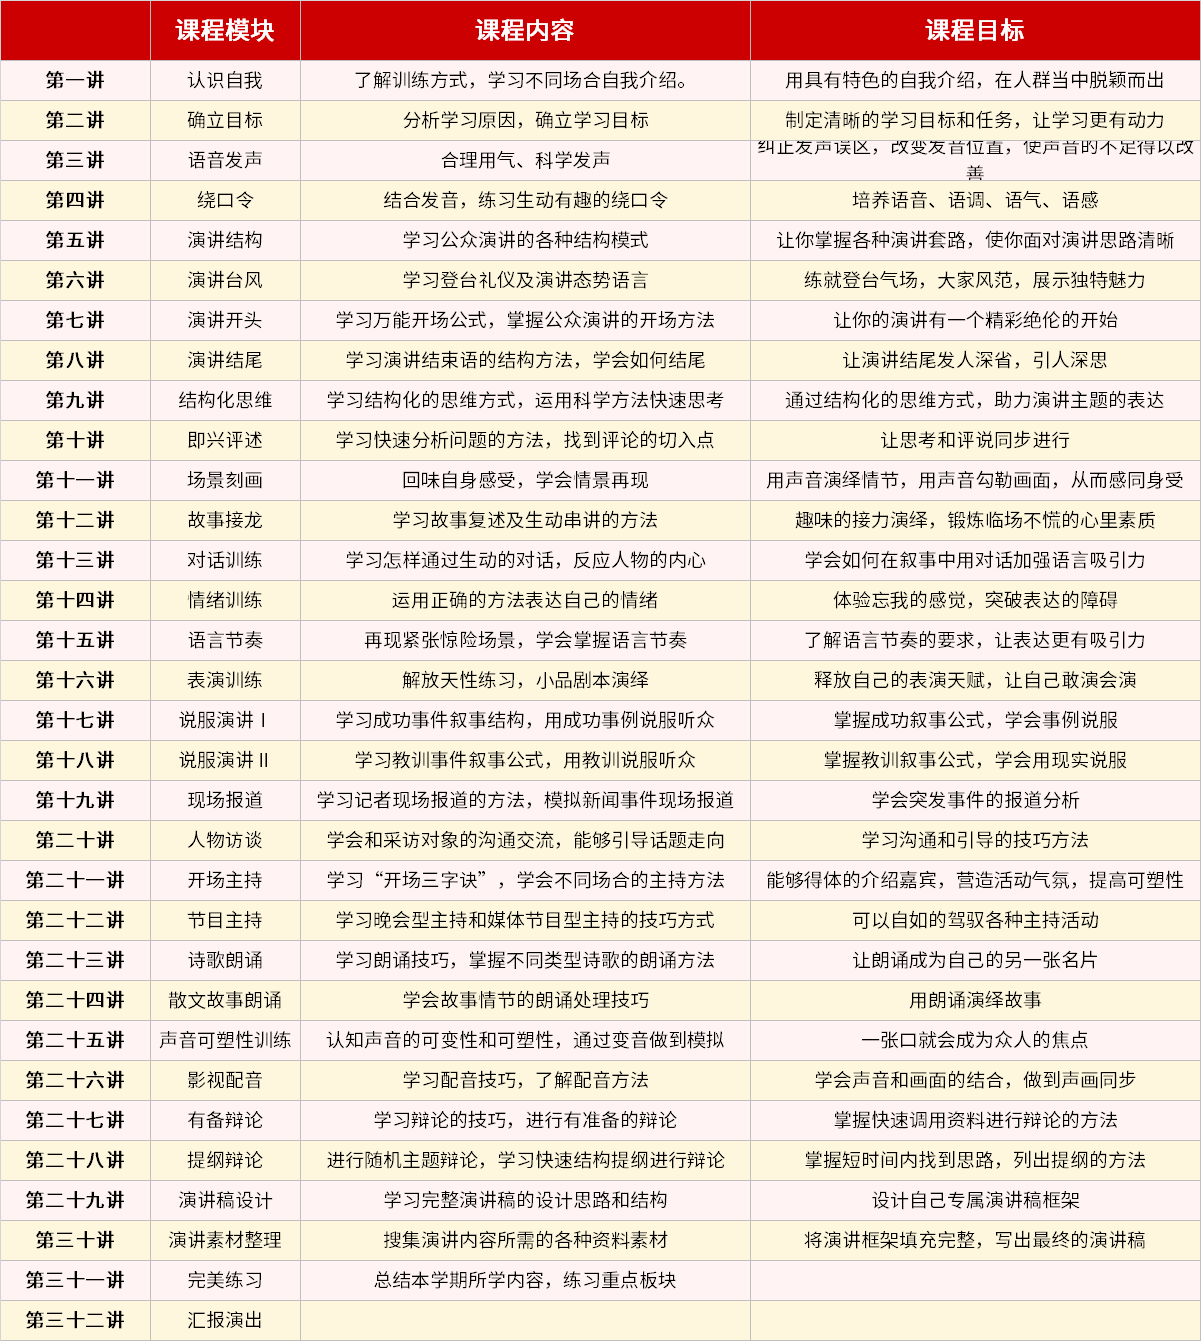 课程模块 课程内容 课程目标
第一讲 认识自我 了解训练方式，学习不同场合自我介绍。 用具有特色的自我介绍，在人群当中脱颖而出
第二讲 确立目标 分析学习原因，确立学习目标 制定清晰的学习目标和任务，让学习更有动力
第三讲 语音发声 合理用气、科学发声 纠正发声误区，改变发音位置，使声音的不足得以改
善
第四讲 绕口令 结合发音，练习生动有趣的绕口令 培养语音、语调、语气、语感
第五讲 演讲结构 学习公众演讲的各种结构模式 让你掌握各种演讲套路，使你面对演讲思路清晰
第六讲 演讲台风 学习登台礼仪及演讲态势语言 练就登台气场，大家风范，展示独特魅力
第七讲 演讲开头 学习万能开场公式，掌握公众演讲的开场方法 让你的演讲有一个精彩绝伦的开始
第八讲 演讲结尾 学习演讲结束语的结构方法，学会如何结尾 让演讲结尾发人深省，引人深思
第九讲 结构化思维 学习结构化的思维方式，运用科学方法快速思考 通过结构化的思维方式，助力演讲主题的表达
第十讲 即兴评述 学习快速分析问题的方法，找到评论的切入点 让思考和评说同步进行
第十一讲 场景刻画 回味自身感受，学会情景再现 用声音演绎情节，用声音勾勒画面，从而感同身受
第十二讲 故事接龙 学习故事复述及生动串讲的方法 趣味的接力演绎，锻炼临场不慌的心里素质
第十三讲 对话训练 学习怎样通过生动的对话，反应人物的内心 学会如何在叙事中用对话加强语言吸引力
第十四讲 情绪训练 运用正确的方法表达自己的情绪 体验忘我的感觉，突破表达的障碍
第十五讲 语言节奏 再现紧张惊险场景，学会掌握语言节奏 了解语言节奏的要求，让表达更有吸引力
第十六讲 表演训练 解放天性练习，小品剧本演绎 释放自己的表演天赋，让自己敢演会演
第十七讲 说服演讲Ⅰ 学习成功事件叙事结构，用成功事例说服听众 掌握成功叙事公式，学会事例说服
第十八讲 说服演讲Ⅱ 学习教训事件叙事公式，用教训说服听众 掌握教训叙事公式，学会用现实说服
第十九讲 现场报道 学习记者现场报道的方法，模拟新闻事件现场报道 学会突发事件的报道分析
第二十讲 人物访谈 学会和采访对象的沟通交流，能够引导话题走向 学习沟通和引导的技巧方法
第二十一讲 开场主持 学习“开场三字诀”，学会不同场合的主持方法 能够得体的介绍嘉宾，营造活动气氛，提高可塑性
第二十二讲 节目主持 学习晚会型主持和媒体节目型主持的技巧方式 可以自如的驾驭各种主持活动
第二十三讲 诗歌朗诵 学习朗诵技巧，掌握不同类型诗歌的朗诵方法 让朗诵成为自己的另一张名片
第二十四讲 散文故事朗诵 学会故事情节的朗诵处理技巧 用朗诵演绎故事
第二十五讲 声音可塑性训练 认知声音的可变性和可塑性，通过变音做到模拟 一张口就会成为众人的焦点
第二十六讲 影视配音 学习配音技巧，了解配音方法 学会声音和画面的结合，做到声画同步
第二十七讲 有备辩论 学习辩论的技巧，进行有准备的辩论 掌握快速调用资料进行辩论的方法
第二十八讲 提纲辩论 进行随机主题辩论，学习快速结构提纲进行辩论 掌握短时间内找到思路，列出提纲的方法
第二十九讲 演讲稿设计 学习完整演讲稿的设计思路和结构 设计自己专属演讲稿框架
第三十讲 演讲素材整理 搜集演讲内容所需的各种资料素材 将演讲框架填充完整，写出最终的演讲稿
第三十一讲 完美练习 总结本学期所学内容，练习重点板块
第三十二讲 汇报演出